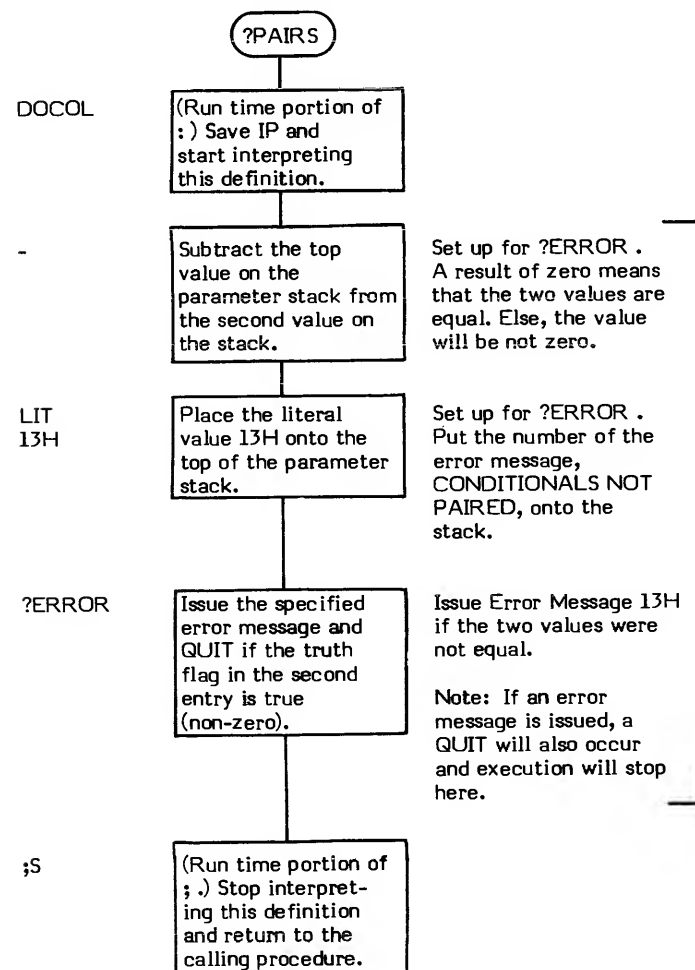 ?PAIRS
DOCOL
(Run time portion of
: ) Save IP and
start interpreting
this definition.
-
Subtract the top
value on the
parameter stack from
the second value on
the stack.
Set up for ?ERROR .
A result of zero means
that the two values are
equal. Else, the value
will be not zero.
LIT
13H
Place the literal
value 13H onto the
top of the parameter
stack.
Set up for ?ERROR .
Put the number of the
error message,
CONDITIONALS NOT
PAIRED, onto the
stack.
?ERROR
Issue the specified
error message and
QUIT if the truth
flag in the second
entry is true
(non-zero).
Issue Error Message 13H
if the two values were
not equal.
Note: If an error
message is issued, a
QUIT will also occur
and execution will stop
here.
;S
(Run time portion of
; .) Stop interpret-
ing this definition
and return to the
calling procedure.